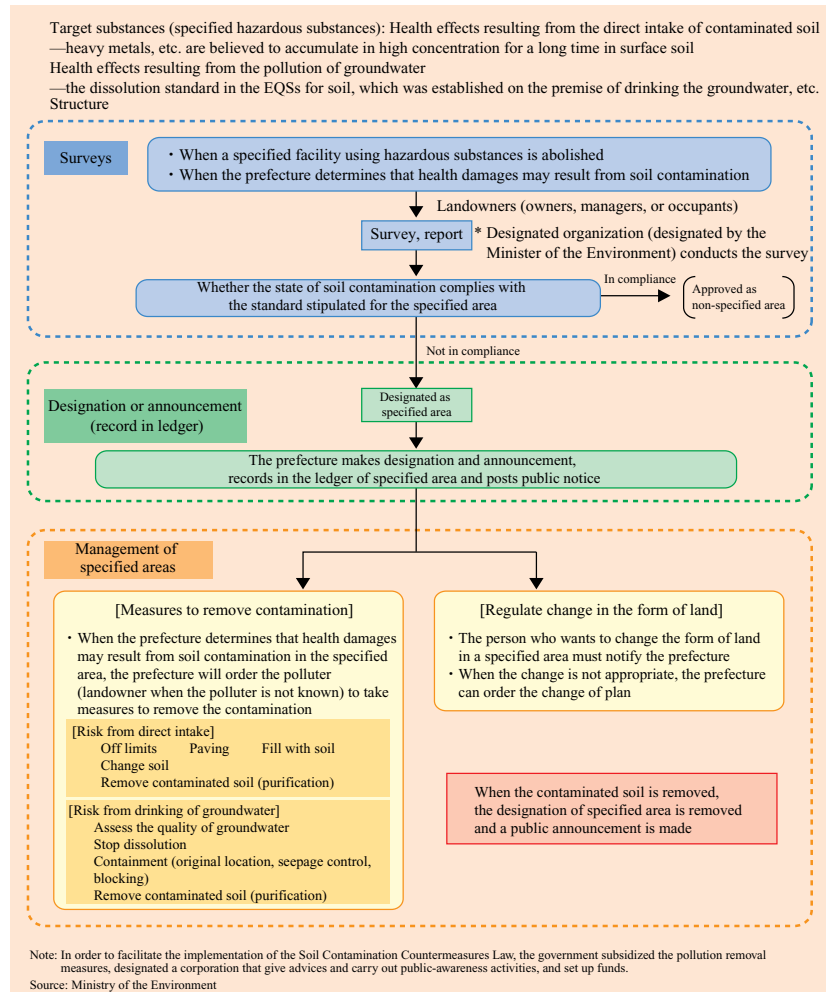 Target substances (specified hazardous substances): Health effects resulting from the direct intake of contaminated soil
—heavy metals, etc. are believed to accumulate in high concentration for a long time in surface soil
Health effects resulting from the pollution of groundwater
—the dissolution standard in the EQSs for soil, which was established on the premise of drinking the groundwater, etc.
Structure
Surveys
・When a specified facility using hazardous substances is abolished
・When the prefecture determines that health damages may result from soil contamination
Landowners (owners, managers, or occupants)
Survey, report
* Designated organization (designated by the
Minister of the Environment) conducts the survey
Whether the state of soil contamination complies with
the standard stipulated for the specified area
In compliance
Approved as
non-specified area
Not in compliance
Designation or announcement
(record in ledger)
Designated as
specified area
The prefecture makes designation and announcement,
records in the ledger of specified area and posts public notice
Management of
specified areas
[Measures to remove contamination]
・When the prefecture determines that health damages
may result from soil contamination in the specified
area, the prefecture will order the polluter
(landowner when the polluter is not known) to take
measures to remove the contamination
[Risk from direct intake]
Off limits Paving Fill with soil
Change soil
Remove contaminated soil (purification)
[Risk from drinking of groundwater]
Assess the quality of groundwater
Stop dissolution
Containment (original location, seepage control,
blocking)
Remove contaminated soil (purification)
[Regulate change in the form of land]
・The person who wants to change the form of land
in a specified area must notify the prefecture
・When the change is not appropriate, the prefecture
can order the change of plan
When the contaminated soil is removed,
the designation of specified area is removed
and a public announcement is made
Note: In order to facilitate the implementation of the Soil Contamination Countermeasures Law, the government subsidized the pollution removal
measures, designated a corporation that give advices and carry out public-awareness activities, and set up funds.
Source: Ministry of the Environment